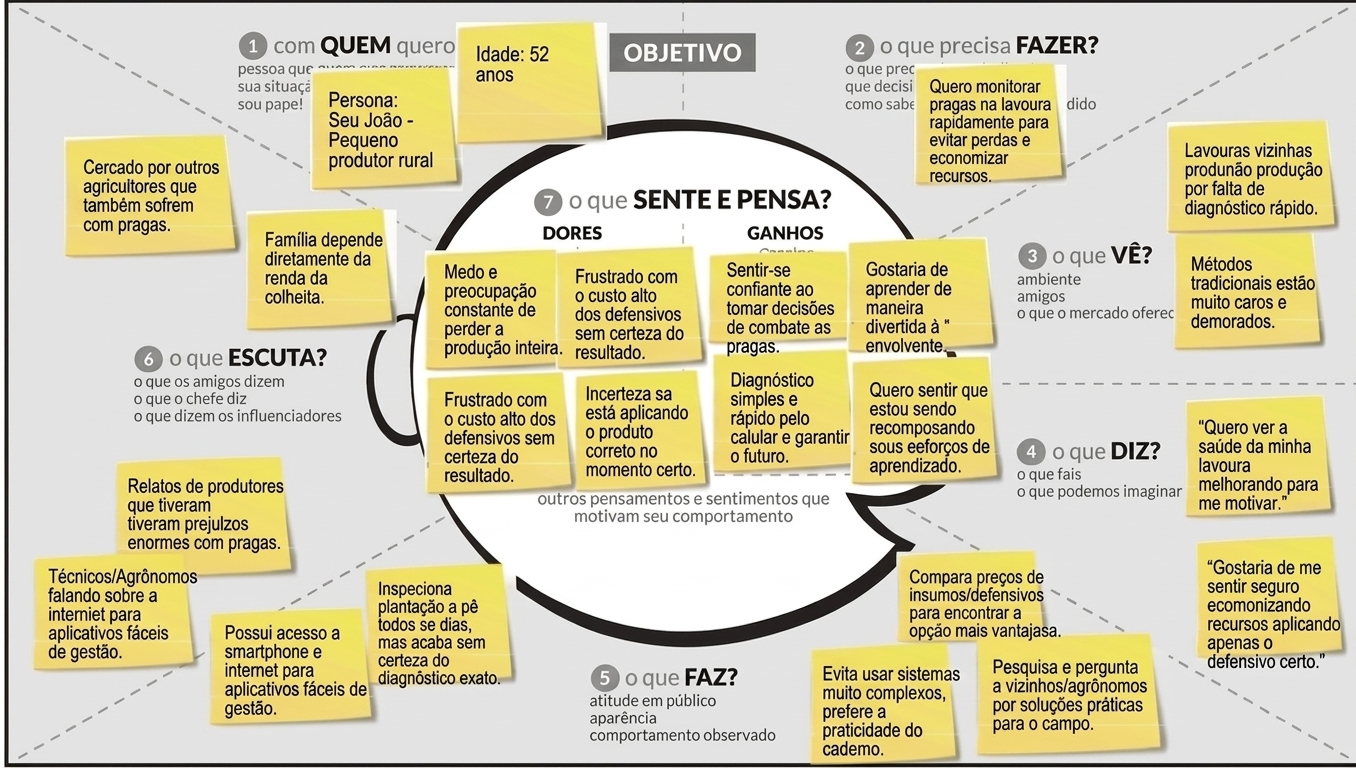 1 com QUEM quero
pessoa que
sua situaç
sou pape!
Idade: 52
anos
Persona:
Seu João -
Pequeno
produtor rural
Cercado por outros
agricultores que
também sofrem
com pragas.
Família depende
diretamente da
renda da
colheita.
OBJETIVO
2 o que precisa FAZER?
o que prec
que decisi
como sabe
dido
Quero monitorar
pragas na lavoura
rapidamente para
evitar perdas e
economizar
recursos.
Lavouras vizinhas
produnão produção
por falta de
diagnóstico rápido.
3 o que VÊ?
ambiente
amigos
o que o mercado oferec
Métodos
tradicionais estão
muito caros e
demorados.
4 o que DIZ?
o que fais
o que podemos imaginar
"Quero ver a
saúde da minha
lavoura
melhorando para
me motivar."
"Gostaria de me
sentir seguro
ecomonizando
recursos aplicando
apenas o
defensivo certo."
5 o que FAZ?
atitude em público
aparência
comportamento observado
Compara preços de
insumos/defensivos
para encontrar a
opção mais vantajasa.
Evita usar sistemas
muito complexos,
prefere a
praticidade do
cademo.
Pesquisa e pergunta
a vizinhos/agrônomos
por soluções práticas
para o campo.
Inspeciona
plantação a pê
todos se dias,
mas acaba sem
certeza do
diagnóstico exato.
Possui acesso a
smartphone e
internet para
aplicativos fáceis de
gestão.
6 o que ESCUTA?
o que os amigos dizem
o que o chefe diz
o que dizem os influenciadores
Relatos de produtores
que tiveram
tiveram prejulzos
enormes com pragas.
Técnicos/Agrônomos
falando sobre a
internet para
aplicativos fáceis
de gestão.
7 o que SENTE E PENSA?
DORES
Medo e
preocupação
constante de
perder a
produção inteira.
Frustrado com
o custo alto
dos defensivos
sem certeza do
resultado.
Frustrado com
o custo alto dos
defensivos sem
certeza do
resultado.
Incerteza sa
está aplicando
o produto
correto no
momento certo.
GANHOS
Sentir-se
confiante ao
tomar decisões
de combate as
pragas.
Gostaria de
aprender de
maneira
divertida à "
envolvente.
Diagnóstico
simples e
rápido pelo
calular e garantir
o futuro.
Quero sentir que
estou sendo
recomposando
sous eeforços de
aprendizado.
outros pensamentos e sentimentos que
motivam seu comportamento